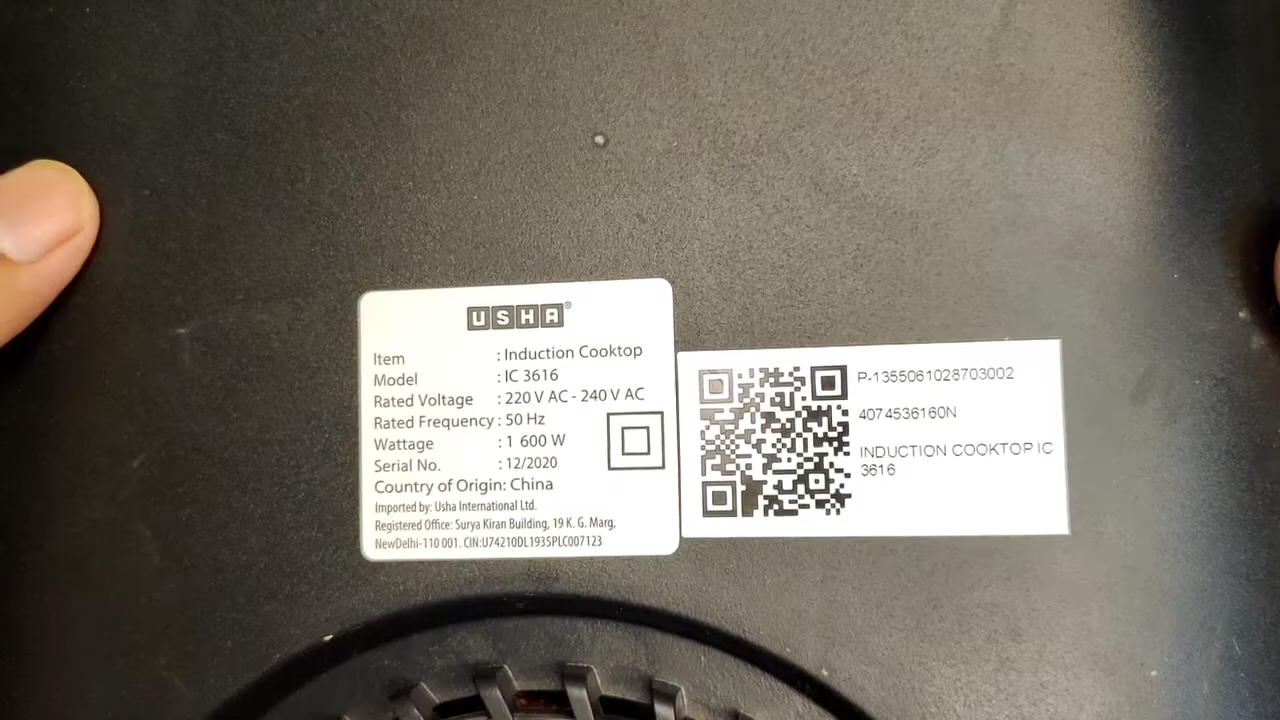 USHA®
Item : Induction Cooktop
Model : IC 3616
Rated Voltage : 220 V AC - 240 V AC
Rated Frequency : 50 Hz
Wattage : 1 600 W
Serial No. : 12/2020
Country of Origin: China
Imported by: Usha International Ltd.
Registered Office: Surya Kiran Building, 19 K. G. Marg,
NewDelhi-110 001. CIN:U74210DL1935PLC007123
P-1355061028703002
4074536160N
INDUCTION COOKTOP IC
3616